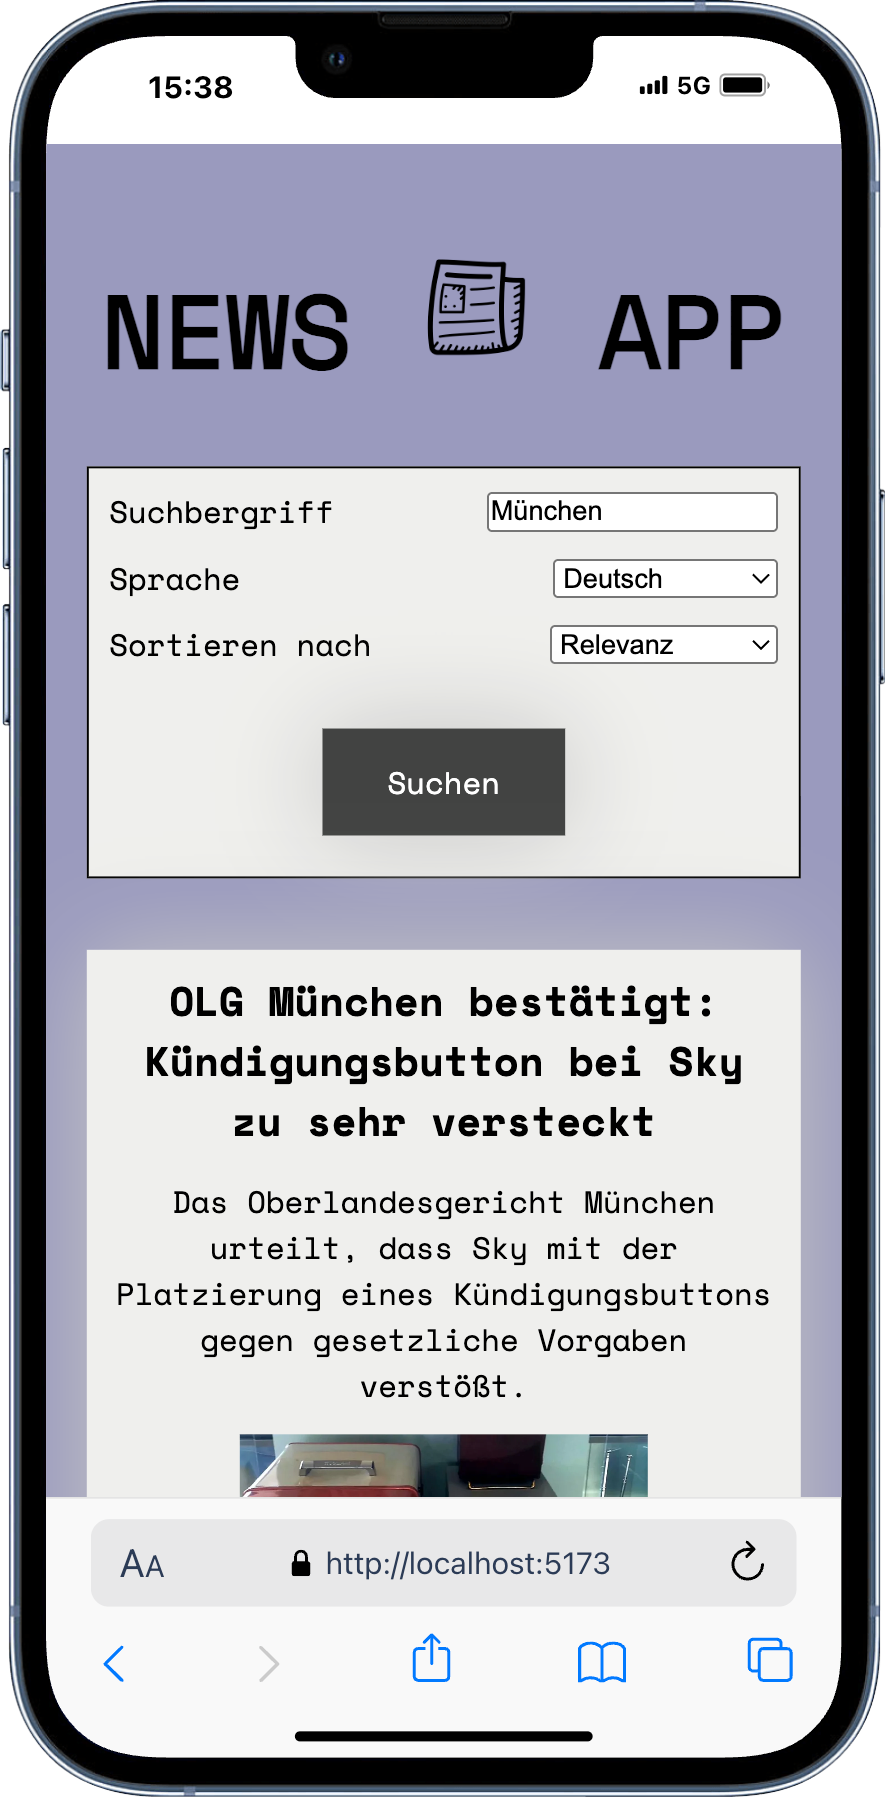 15:38 5G
NEWS APP
Suchbergriff München
Sprache Deutsch
Sortieren nach Relevanz
Suchen
OLG München bestätigt:
Kündigungsbutton bei Sky
zu sehr versteckt
Das Oberlandesgericht München
urteilt, dass Sky mit der
Platzierung eines Kündigungsbuttons
gegen gesetzliche Vorgaben
verstößt.
AA http://localhost:5173